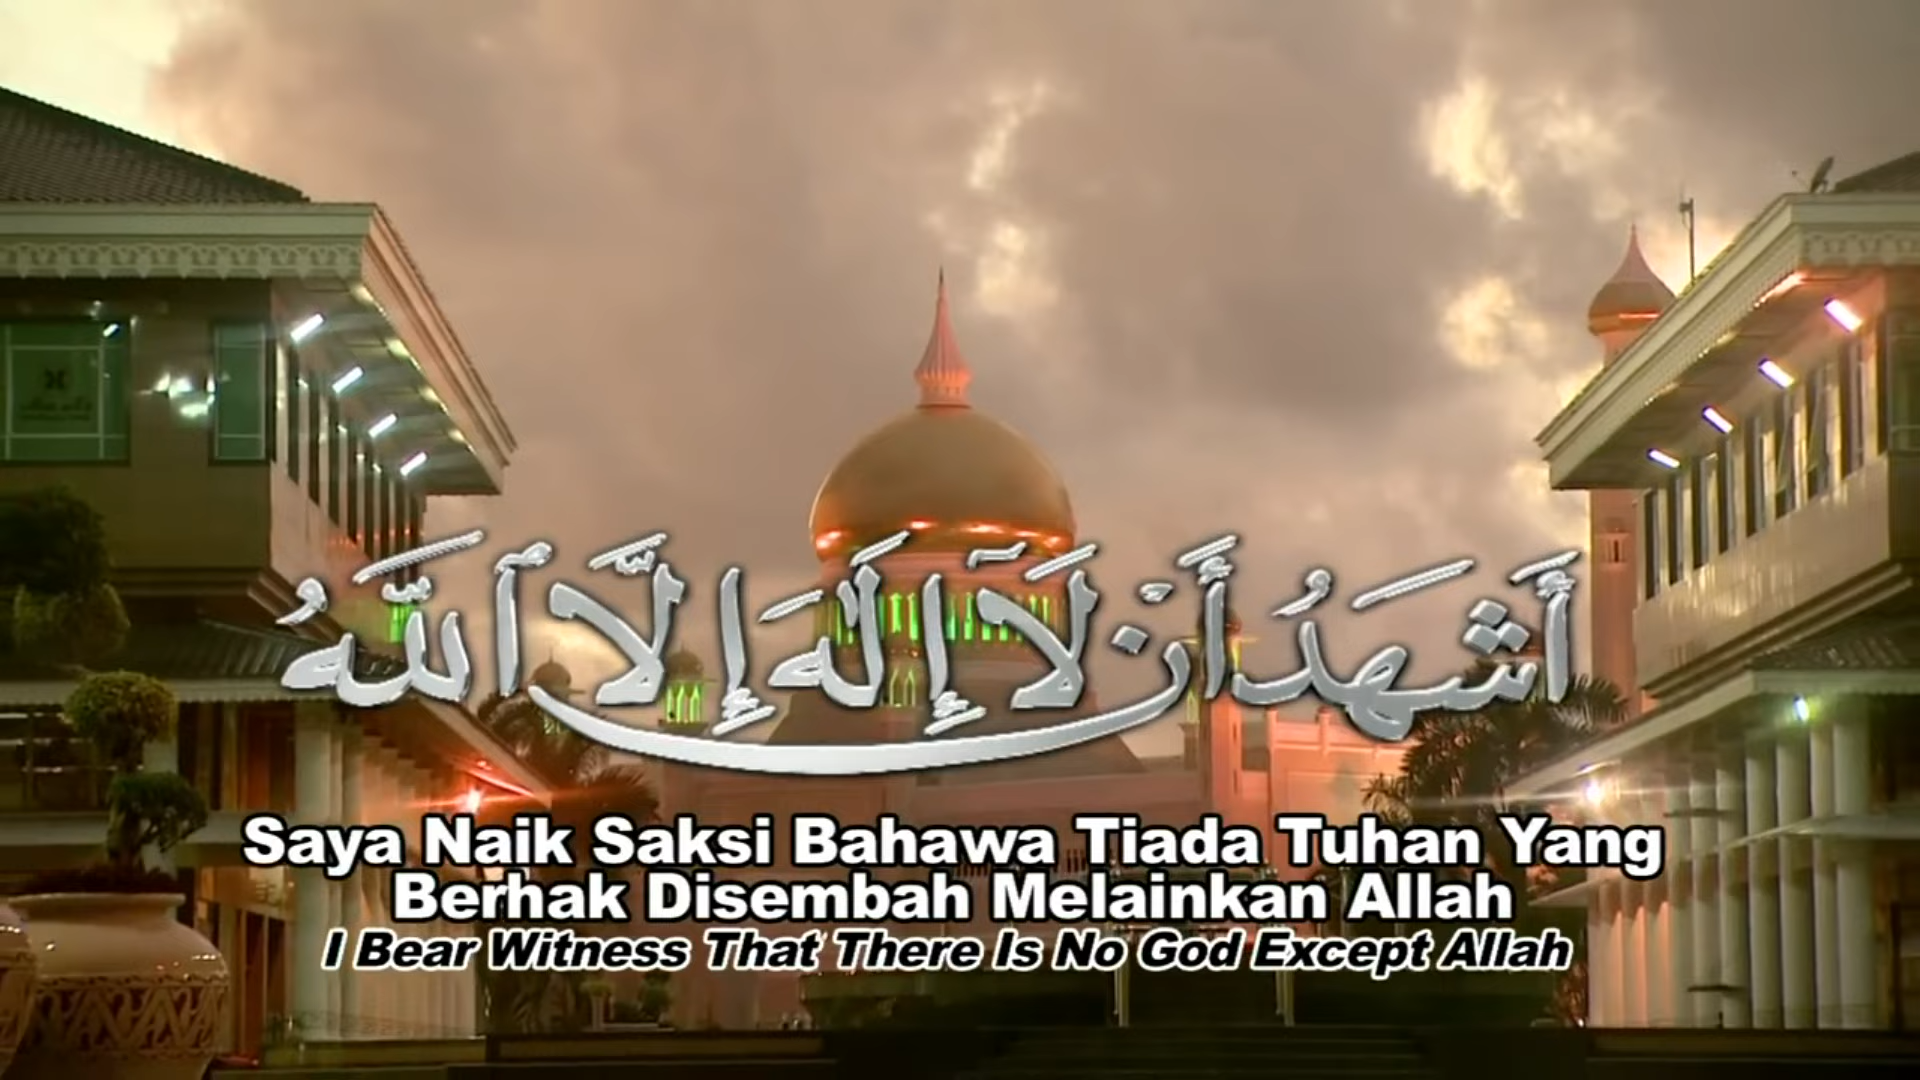 أَشْهَدُ أَنْ لَآ إِلَٰهَ إِلَّا ٱللَّهُ
Saya Naik Saksi Bahawa Tiada Tuhan Yang
Berhak Disembah Melainkan Allah
I Bear Witness That There Is No God Except Allah